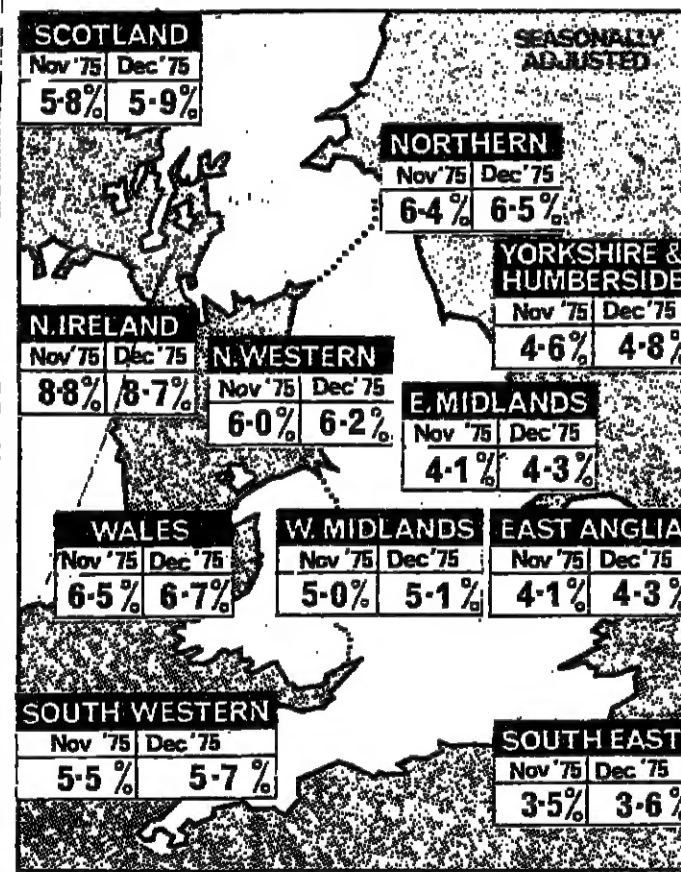 SCOTLAND
Nov '75 Dec '75
5·8% 5·9%
SEASONALLY
ADJUSTED
NORTHERN
Nov '75 Dec '75
6·4% 6·5%
YORKSHIRE &
HUMBERSIDE
Nov '75 Dec '75
4·6% 4·8%
N.IRELAND
Nov '75 Dec '75
8·8% 8·7%
N.WESTERN
Nov '75 Dec '75
6·0% 6·2%
E.MIDLANDS
Nov '75 Dec '75
4·1% 4·3%
WALES
Nov '75 Dec '75
6·5% 6·7%
W. MIDLANDS
Nov '75 Dec '75
5·0% 5·1%
EAST ANGLIA
Nov '75 Dec '75
4·1% 4·3%
SOUTH WESTERN
Nov '75 Dec '75
5·5% 5·7%
SOUTH EAST
Nov '75 Dec '75
3·5% 3·6%